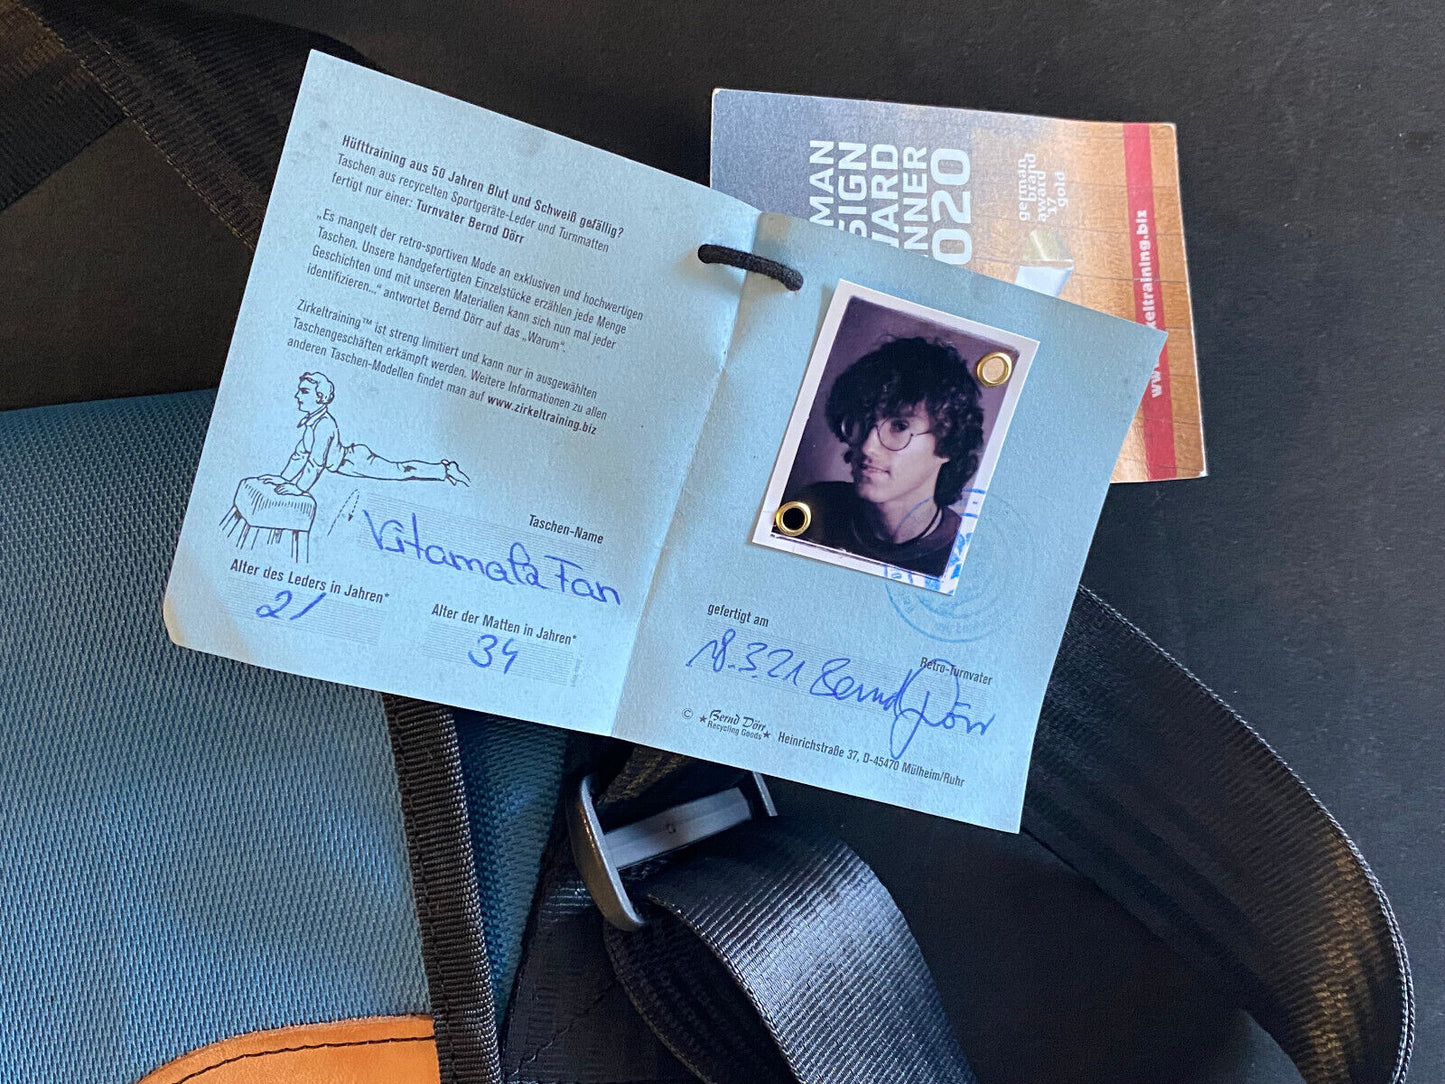 Hüfttraining aus 50 Jahren Blut und Schweiß gefällig?
Taschen aus recycelten Sportgeräte-Leder und Turnmatten
fertigt nur einer: Turnvater Bernd Dörr
„Es mangelt der retro-sportiven Mode an exklusiven und hochwertigen
Taschen. Unsere handgefertigten Einzelstücke erzählen jede Menge
Geschichten und mit unseren Materialien kann sich nun mal jeder
identifizieren...“ antwortet Bernd Dörr auf das „Warum“.
Zirkeltraining™ ist streng limitiert und kann nur in ausgewählten
Taschengeschäften erkämpft werden. Weitere Informationen zu allen
anderen Taschen-Modellen findet man auf www.zirkeltraining.biz
Taschen-Name
Fan
Alter des Leders in Jahren*
21
Alter der Matten in Jahren*
34
gefertigt am
18.3.21 Bernd Dörr
Retro-Turnvater
© ★ Bernd Dörr
Recycling Goods ★
Heinrichstraße 37, D-45470 Mülheim/Ruhr
MAN
SIGN
WARD
NNER
2020
german
brand
award
17
gold
keltraining.biz